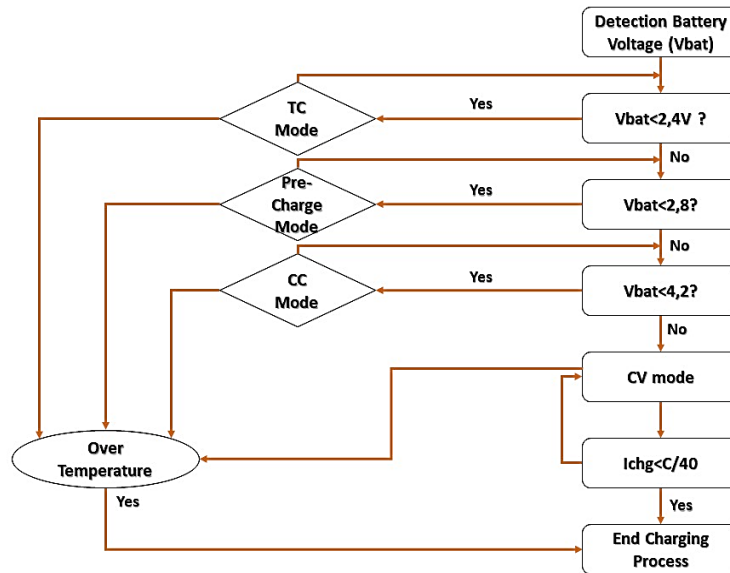 Detection Battery
Voltage (Vbat)
TC
Mode
Yes
Vbat<2,4V ?
No
Pre-
Charge
Mode
Yes
Vbat<2,8?
No
CC
Mode
Yes
Vbat<4,2?
No
CV mode
Over
Temperature
Ichg<C/40
Yes
Yes
End Charging
Process